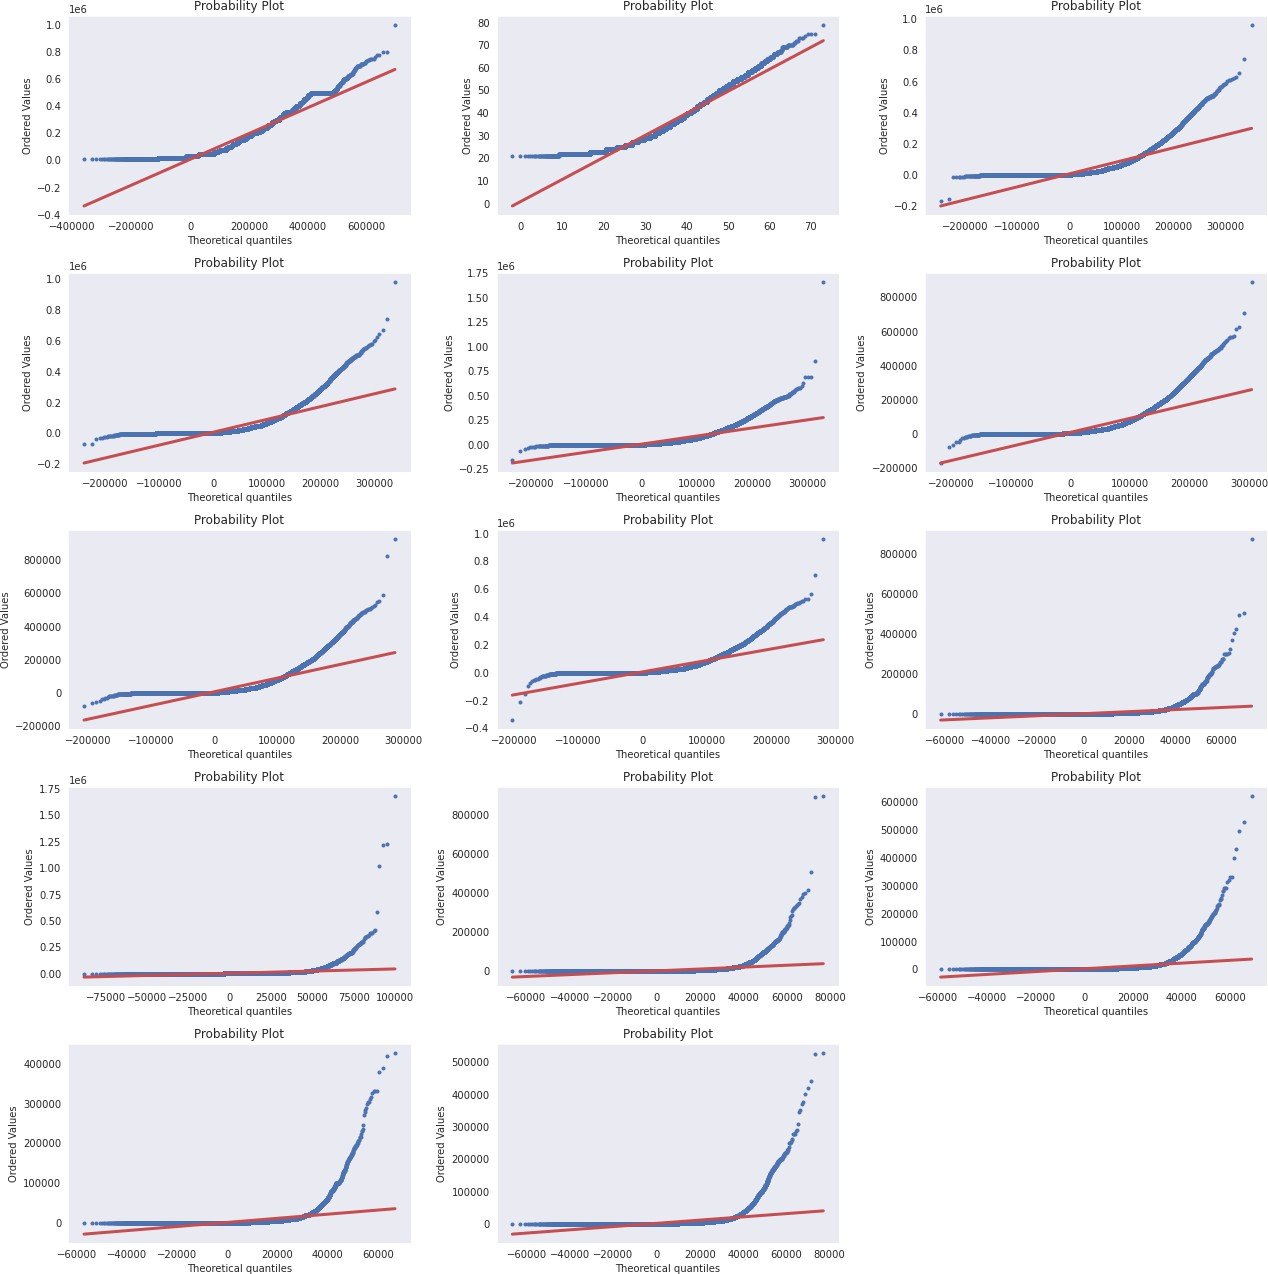 Probability Plot Probability Plot Probability Plot
1e6 1e6
Ordered Values Ordered Values Ordered Values
1.0 0.8 0.6 0.4 0.2 0.0 −0.2 −0.4
80 70 60 50 40 30 20 10 0
1.0 0.8 0.6 0.4 0.2 0.0 −0.2
−400000 −200000 0 200000 400000 600000
0 10 20 30 40 50 60 70
−200000 −100000 0 100000 200000 300000
Theoretical quantiles Theoretical quantiles Theoretical quantiles
Probability Plot Probability Plot Probability Plot
1e6 1e6
Ordered Values Ordered Values Ordered Values
1.0 0.8 0.6 0.4 0.2 0.0 −0.2
1.75 1.50 1.25 1.00 0.75 0.50 0.25 0.00 −0.25
800000 600000 400000 200000 0 −200000
−200000 −100000 0 100000 200000 300000
−200000 −100000 0 100000 200000 300000
−200000 −100000 0 100000 200000 300000
Theoretical quantiles Theoretical quantiles Theoretical quantiles
Probability Plot Probability Plot Probability Plot
1e6
Ordered Values Ordered Values Ordered Values
800000 600000 400000 200000 0 −200000
1.0 0.8 0.6 0.4 0.2 0.0 −0.2 −0.4
800000 600000 400000 200000 0
−200000 −100000 0 100000 200000 300000
−200000 −100000 0 100000 200000 300000
−60000 −40000 −20000 0 20000 40000 60000
Theoretical quantiles Theoretical quantiles Theoretical quantiles
Probability Plot Probability Plot Probability Plot
1e6
Ordered Values Ordered Values Ordered Values
1.75 1.50 1.25 1.00 0.75 0.50 0.25 0.00
800000 600000 400000 200000 0
600000 500000 400000 300000 200000 100000 0
−75000 −50000 −25000 0 25000 50000 75000 100000
−60000 −40000 −20000 0 20000 40000 60000 80000
−60000 −40000 −20000 0 20000 40000 60000
Theoretical quantiles Theoretical quantiles Theoretical quantiles
Probability Plot Probability Plot
Ordered Values Ordered Values
400000 300000 200000 100000 0
500000 400000 300000 200000 100000 0
−60000 −40000 −20000 0 20000 40000 60000
−60000 −40000 −20000 0 20000 40000 60000 80000
Theoretical quantiles Theoretical quantiles